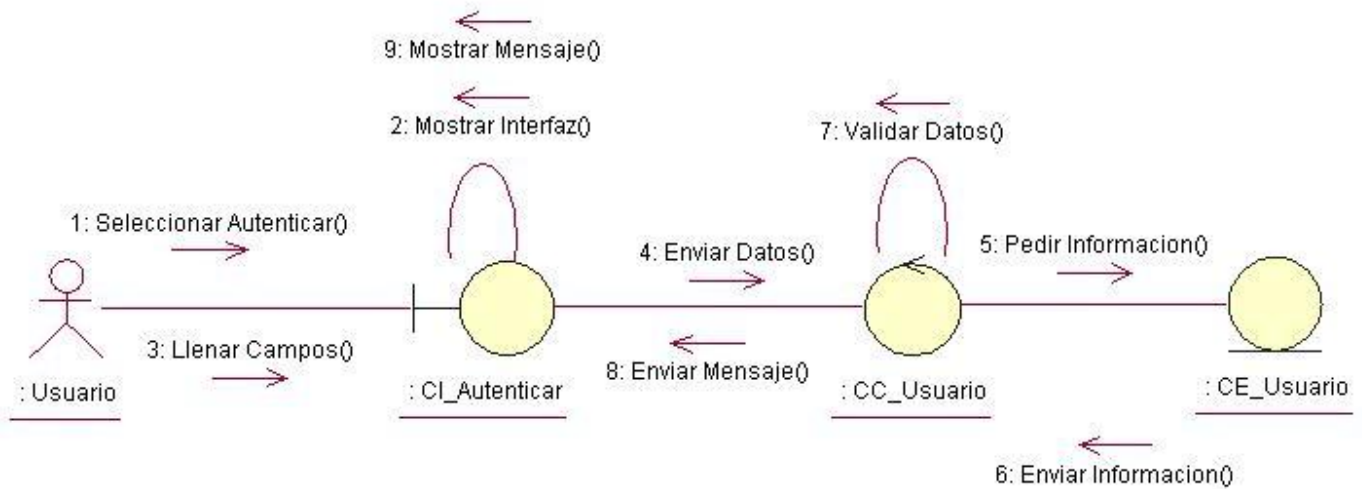 9: Mostrar Mensaje()
2: Mostrar Interfaz()
7: Validar Datos()
1: Seleccionar Autenticar()
4: Enviar Datos()
5: Pedir Informacion()
3: Llenar Campos()
8: Enviar Mensaje()
: Usuario
: CI_Autenticar
: CC_Usuario
: CE_Usuario
6: Enviar Informacion()